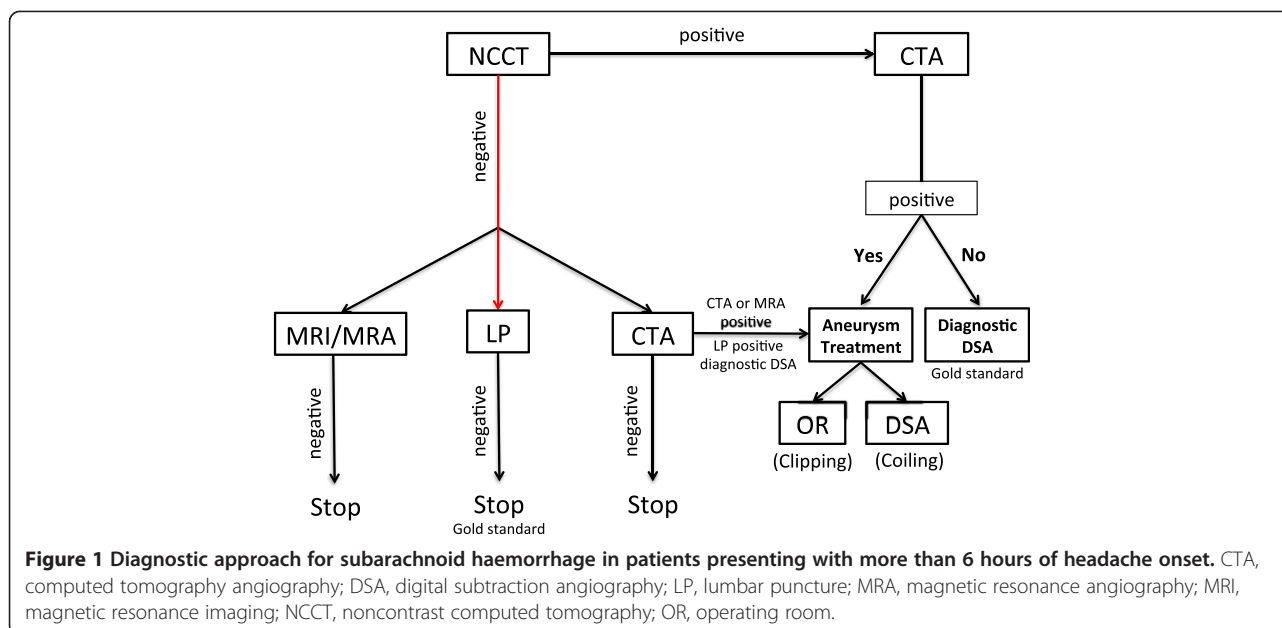 positive
NCCT
CTA
negative
positive
Yes
No
MRI/MRA
LP
CTA
CTA or MRA
positive
LP positive
diagnostic DSA
Aneurysm
Treatment
Diagnostic
DSA
Gold standard
negative
negative
negative
OR
DSA
(Clipping)
(Coiling)
Stop
Stop
Gold standard
Stop
Figure 1 Diagnostic approach for subarachnoid haemorrhage in patients presenting with more than 6 hours of headache onset. CTA,
computed tomography angiography; DSA, digital subtraction angiography; LP, lumbar puncture; MRA, magnetic resonance angiography; MRI,
magnetic resonance imaging; NCCT, noncontrast computed tomography; OR, operating room.